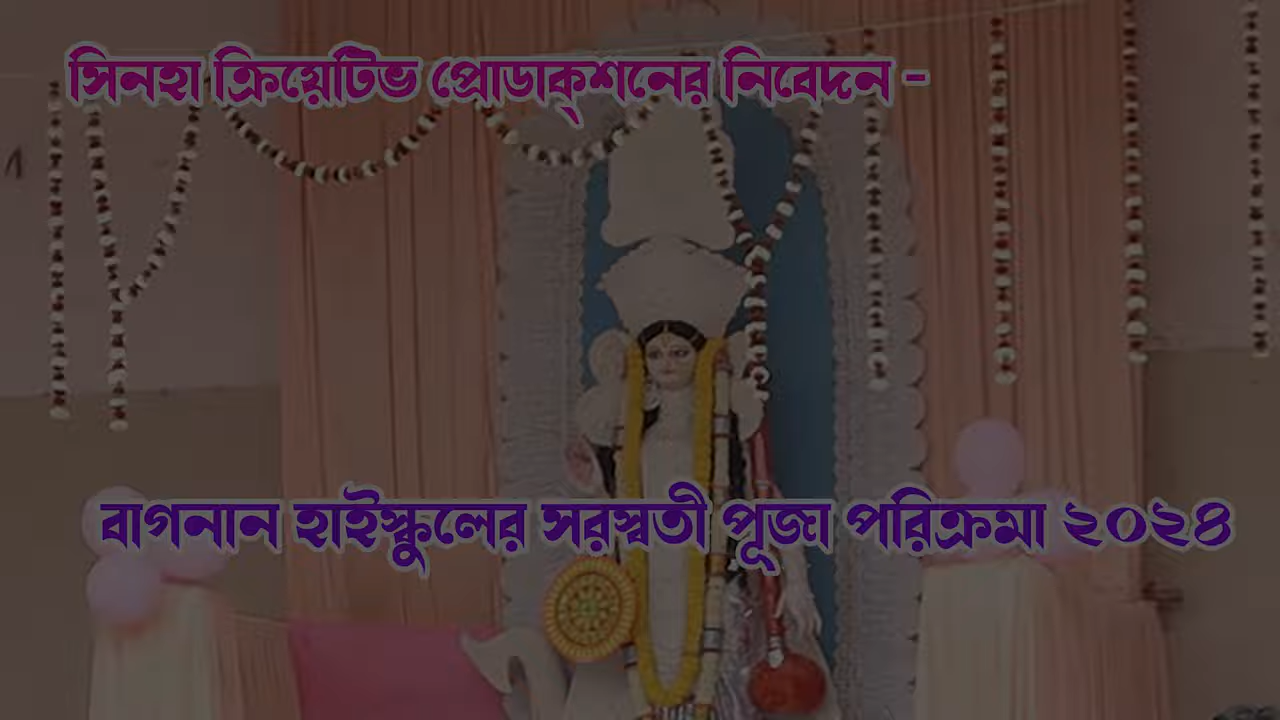 সিনহা ক্রিয়েটিভ প্রোডাক্শনের নিবেদন -
বাগনান হাইস্কুলের সরস্বতী পূজা পরিক্রমা ২০২৪